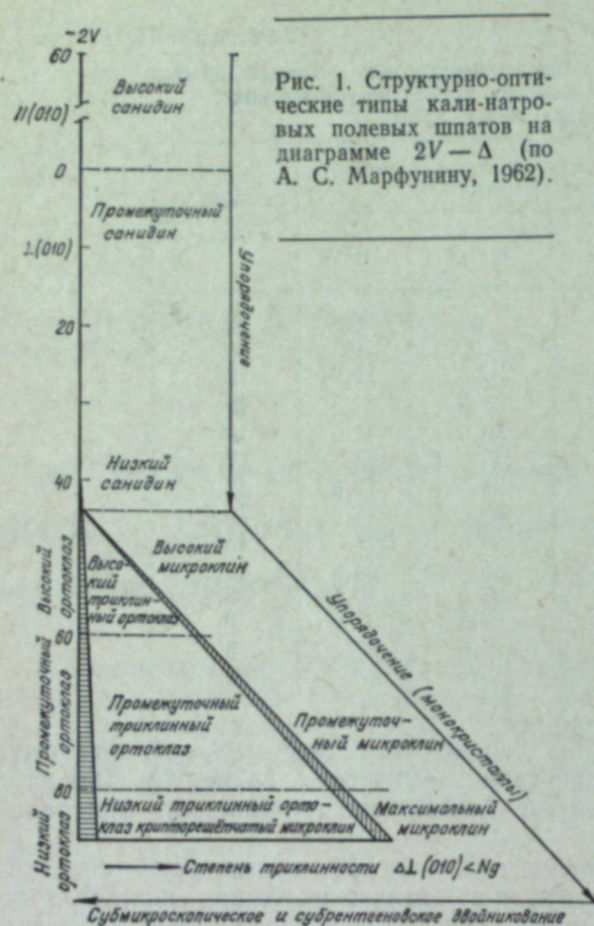 -2V
60
Высокий
санидин
//(010)
0
Промежуточный
санидин
⊥(010)
20
Упорядочение
40
Низкий
санидин
Рис. 1. Структурно-опти-
ческие типы кали-натро-
вых полевых шпатов на
диаграмме 2V — Δ (по
А. С. Марфунину, 1962).
Высокий
микроклин
Высо-
кий
триклин-
ный ортоклаз
Высокий
ортоклаз
60
Упорядочение (монокристаллы)
Промежуточный
ортоклаз
Промежуточный
триклинный
ортоклаз
Промежуточ-
ный микроклин
80
Низкий
ортоклаз
Низкий триклинный орто-
клаз крипторешётчатый микроклин
Максимальный
микроклин
Степень триклинности Δ⊥(010)<Ng
Субмикроскопическое и субрентгеновское двойникование